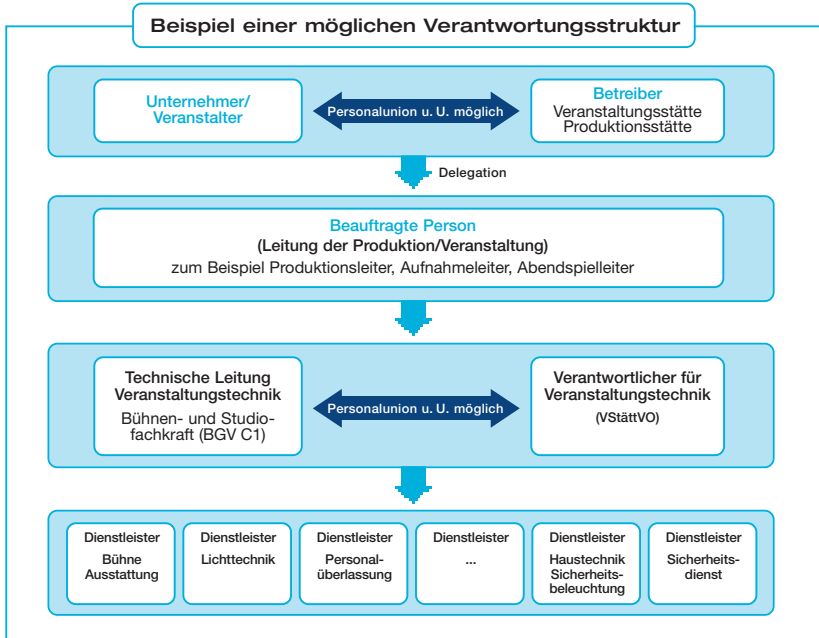 Beispiel einer möglichen Verantwortungsstruktur
Unternehmer/
Veranstalter
Personalunion u. U. möglich
Betreiber
Veranstaltungsstätte
Produktionsstätte
Delegation
Beauftragte Person
(Leitung der Produktion/Veranstaltung)
zum Beispiel Produktionsleiter, Aufnahmeleiter, Abendspielleiter
Technische Leitung
Veranstaltungstechnik
Bühnen- und Studio-
fachkraft (BGV C1)
Personalunion u. U. möglich
Verantwortlicher für
Veranstaltungstechnik
(VStättVO)
Dienstleister
Bühne
Ausstattung
Dienstleister
Lichttechnik
Dienstleister
Personal-
überlassung
Dienstleister
...
Dienstleister
Haustechnik
Sicherheits-
beleuchtung
Dienstleister
Sicherheits-
dienst